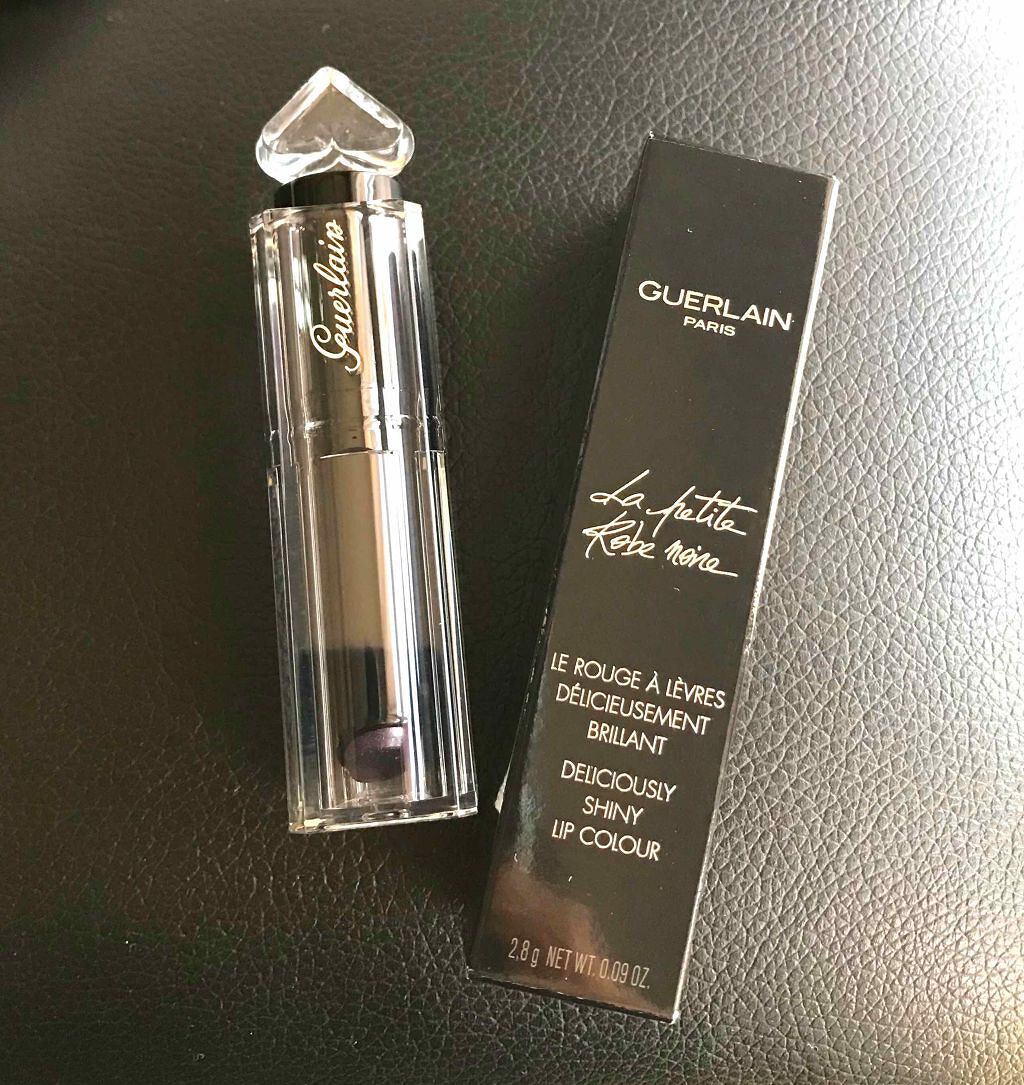 Guerlain
GUERLAIN
PARIS
La petite
Robe noire
LE ROUGE À LÈVRES
DÉLICIEUSEMENT
BRILLANT
DELICIOUSLY
SHINY
LIP COLOUR
2,8 g NET WT. 0.09 OZ.